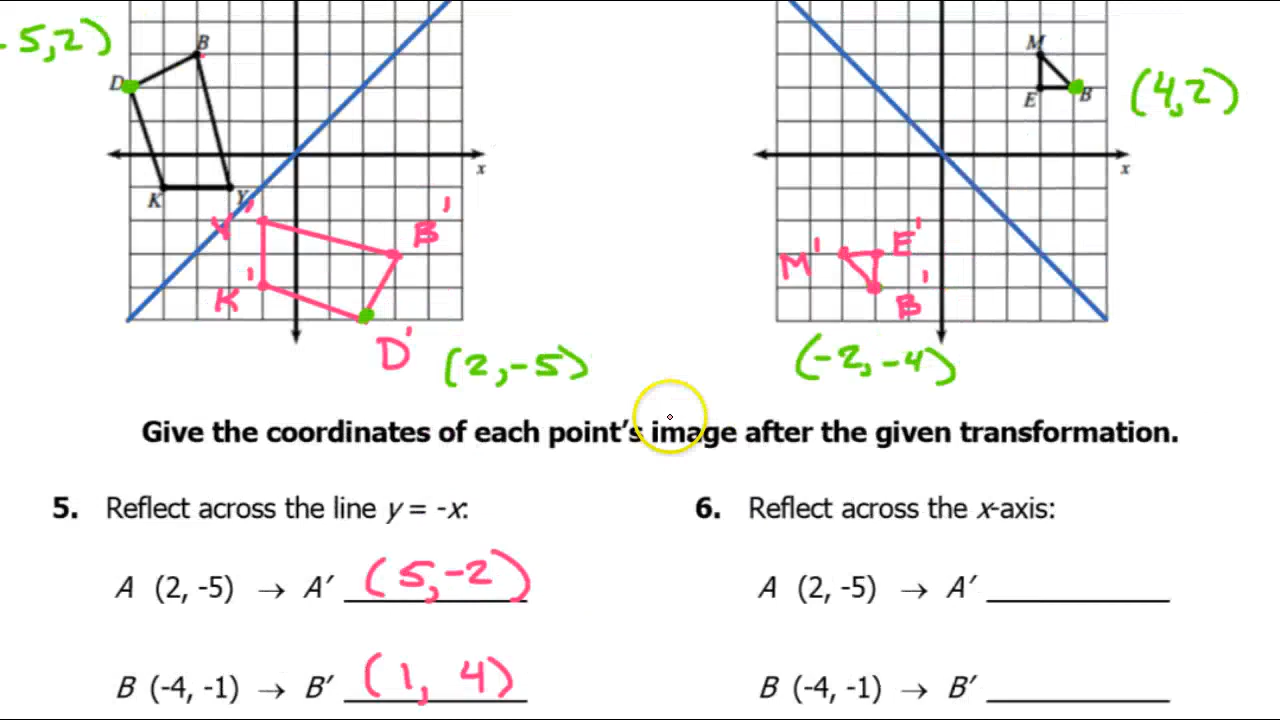 -5,2)
B
D
x
K
Y
Y'
B'
K'
D'
(2,-5)
M
E
B
(4,2)
x
M'
E'
B'
(-2,-4)
Give the coordinates of each point's image after the given transformation.
5. Reflect across the line y = -x:
A (2, -5) → A′ (5,-2)
B (-4, -1) → B′ (1, 4)
6. Reflect across the x-axis:
A (2, -5) → A′ ____________
B (-4, -1) → B′ ____________